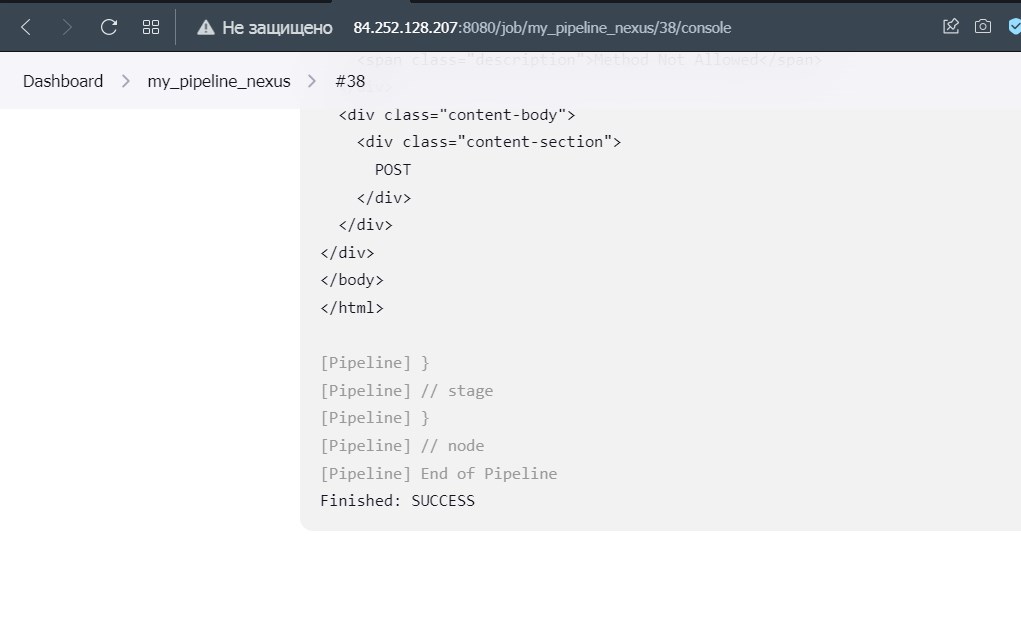 Не защищено 84.252.128.207:8080/job/my_pipeline_nexus/38/console
<span class="description">Method Not Allowed</span>
Dashboard > my_pipeline_nexus > #38
<div class="content-body">
<div class="content-section">
POST
</div>
</div>
</div>
</body>
</html>
[Pipeline] }
[Pipeline] // stage
[Pipeline] }
[Pipeline] // node
[Pipeline] End of Pipeline
Finished: SUCCESS